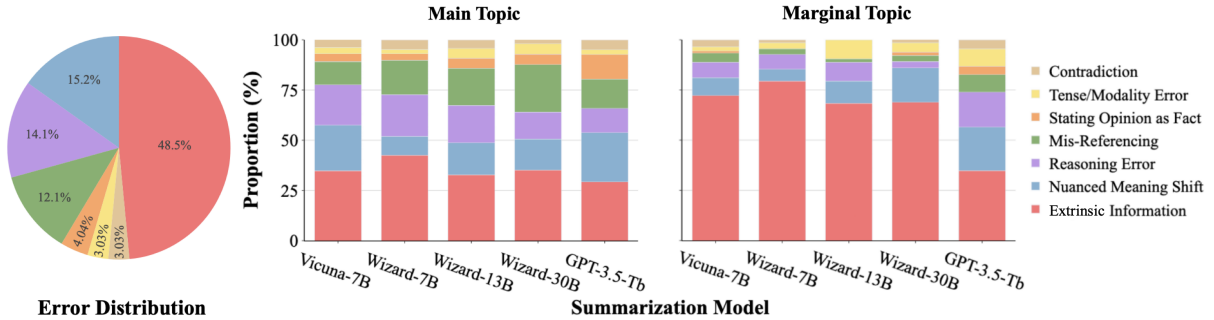 Main Topic
Marginal Topic
Proportion (%)
100
75
50
25
0
48.5%
15.2%
14.1%
12.1%
4.04%
3.03%
3.03%
Vicuna-7B
Wizard-7B
Wizard-13B
Wizard-30B
GPT-3.5-Tb
Vicuna-7B
Wizard-7B
Wizard-13B
Wizard-30B
GPT-3.5-Tb
Contradiction
Tense/Modality Error
Stating Opinion as Fact
Mis-Referencing
Reasoning Error
Nuanced Meaning Shift
Extrinsic Information
Error Distribution
Summarization Model